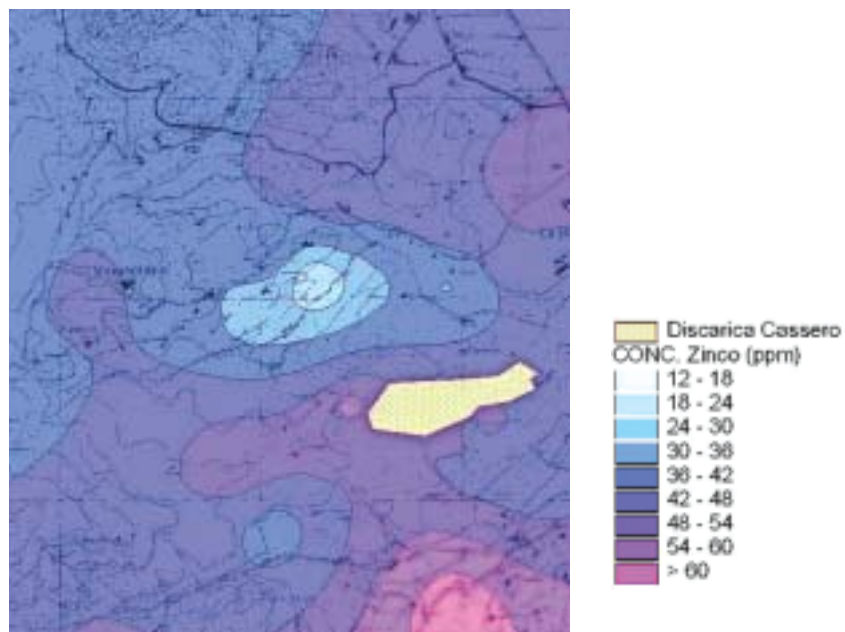 Discarica Cassero
CONC. Zinco (ppm)
12 - 18
18 - 24
24 - 30
30 - 36
36 - 42
42 - 48
48 - 54
54 - 60
> 60